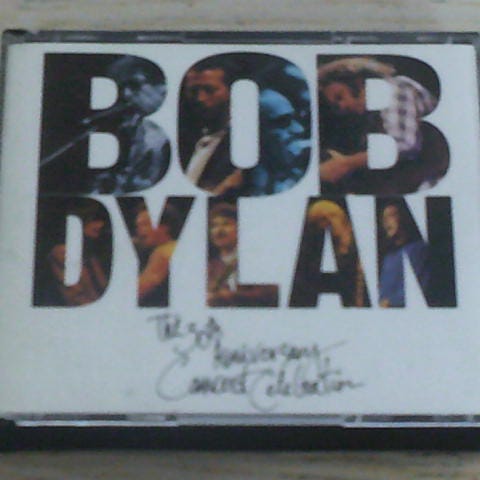 BOB
DYLAN
The 30th
Anniversary
Concert Celebration